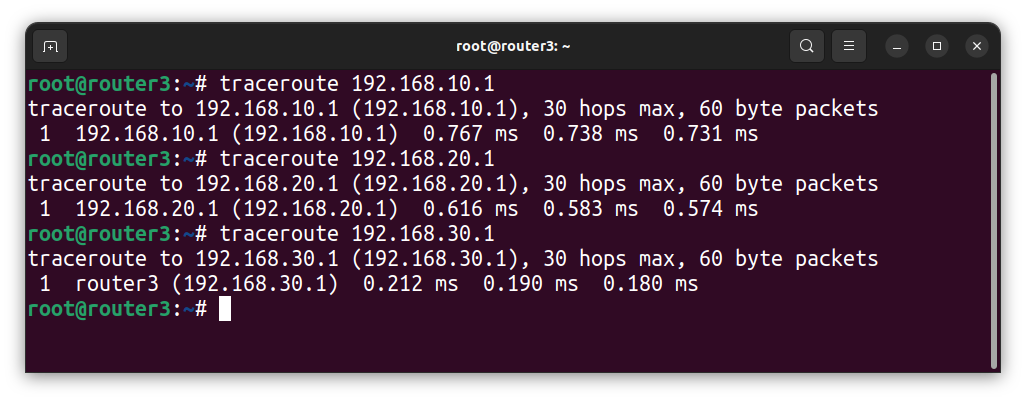 root@router3: ~
root@router3:~# traceroute 192.168.10.1
traceroute to 192.168.10.1 (192.168.10.1), 30 hops max, 60 byte packets
 1  192.168.10.1 (192.168.10.1)  0.767 ms  0.738 ms  0.731 ms
root@router3:~# traceroute 192.168.20.1
traceroute to 192.168.20.1 (192.168.20.1), 30 hops max, 60 byte packets
 1  192.168.20.1 (192.168.20.1)  0.616 ms  0.583 ms  0.574 ms
root@router3:~# traceroute 192.168.30.1
traceroute to 192.168.30.1 (192.168.30.1), 30 hops max, 60 byte packets
 1  router3 (192.168.30.1)  0.212 ms  0.190 ms  0.180 ms
root@router3:~#